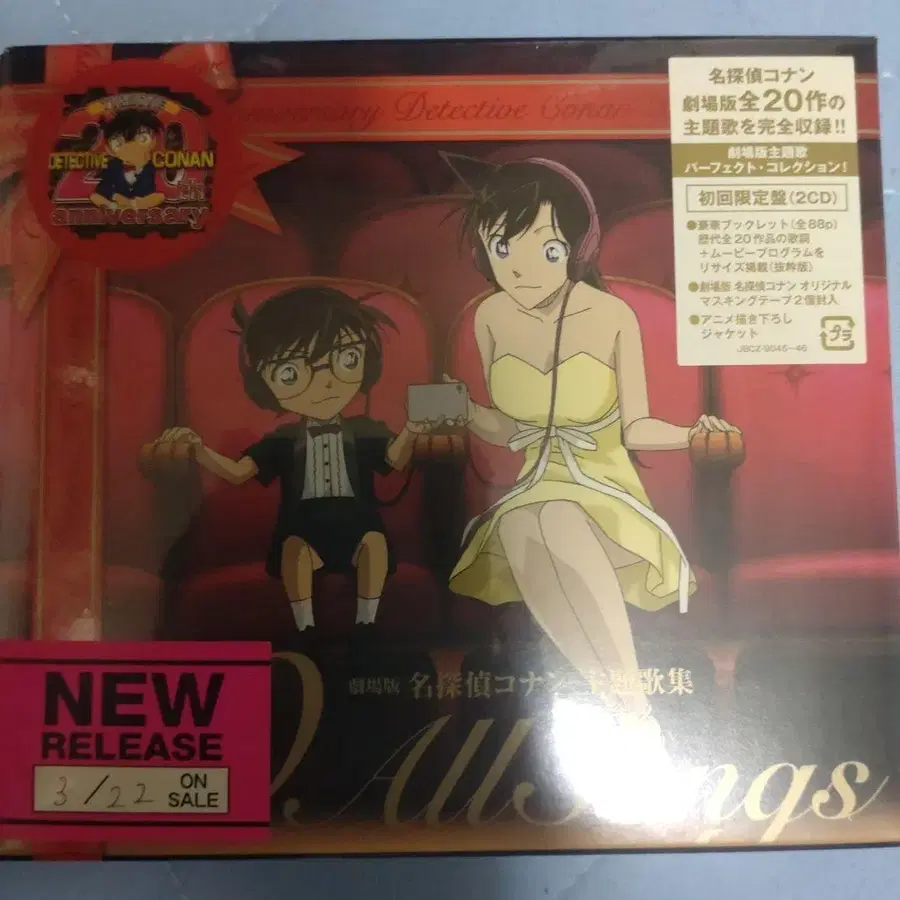 20th
DETECTIVE CONAN
anniversary
Anniversary Detective Conan
名探偵コナン
劇場版全20作の
主題歌を完全収録!!
劇場版主題歌
パーフェクト・コレクション!
初回限定盤(2CD)
●豪華ブックレット(全88p)
歴代全20作品の歌詞
+ムービープログラムを
リサイズ掲載(抜粋版)
●劇場版 名探偵コナン オリジナル
マスキングテープ2個封入
●アニメ描き下ろし
ジャケット
プラ
JBCZ-9045~46
劇場版 名探偵コナン 主題歌集
All Songs
NEW
RELEASE
3/22 ON
SALE